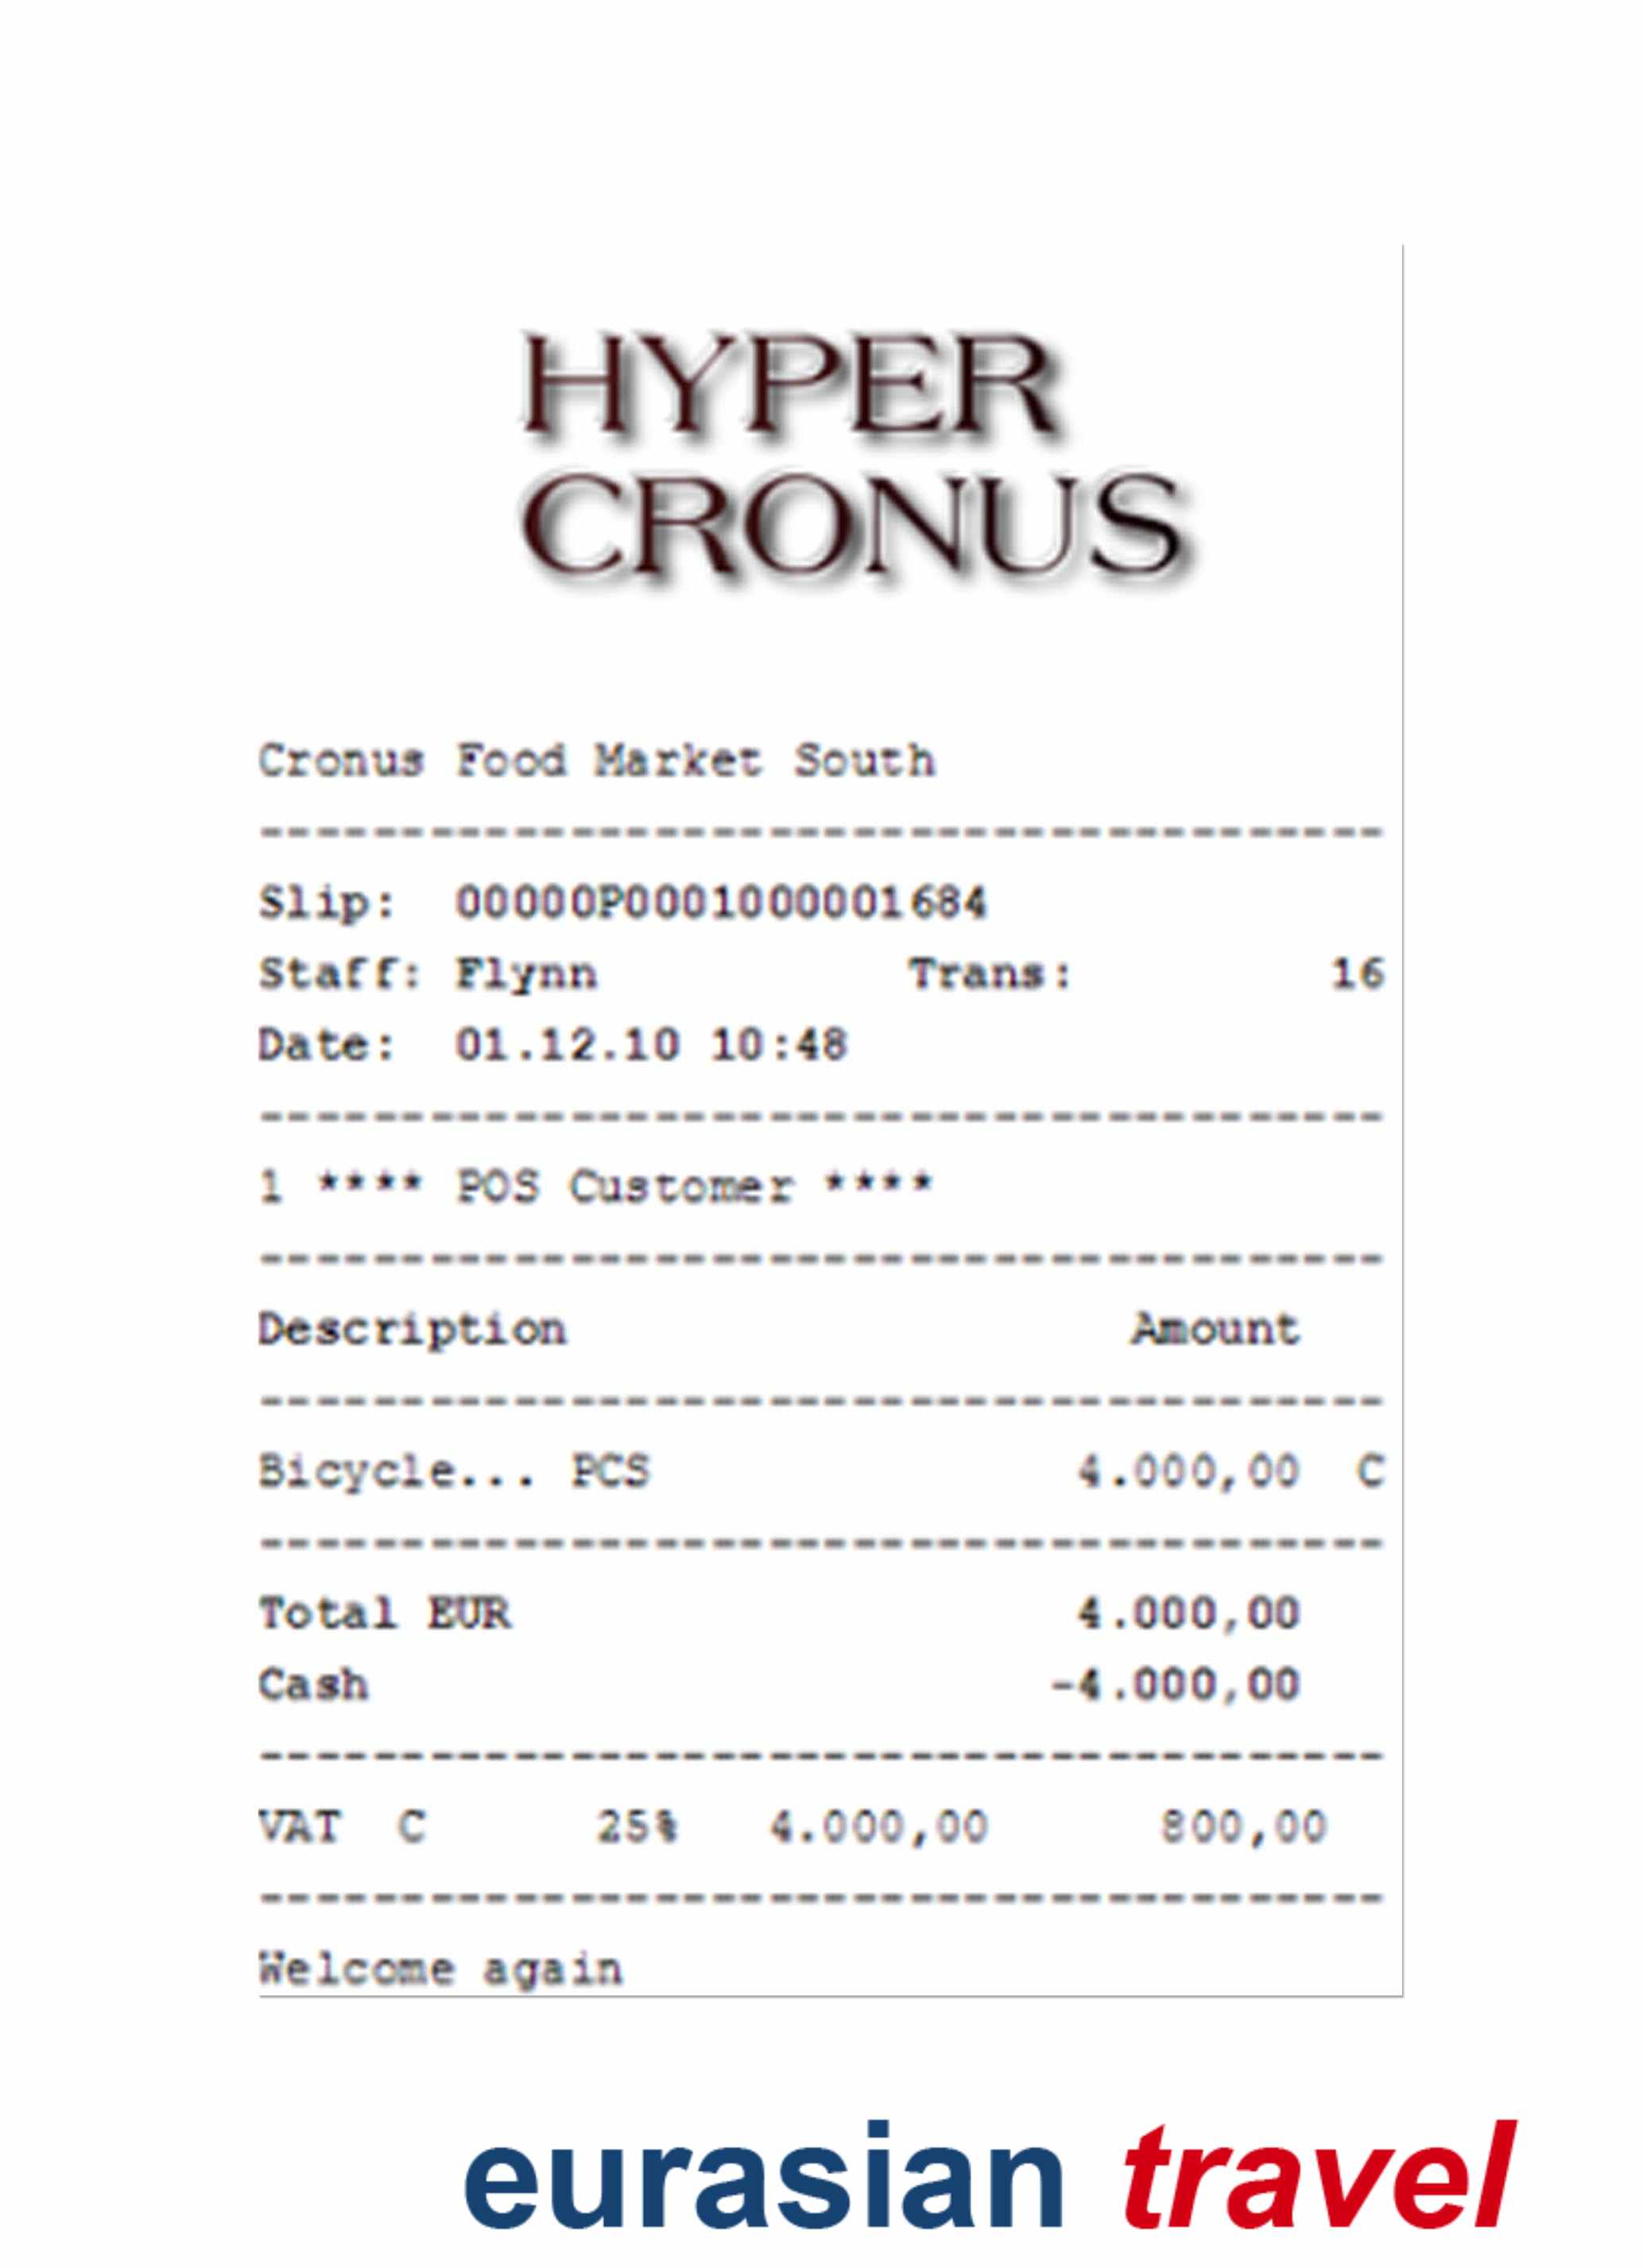 HYPER
CRONUS
Cronus Food Market South
----------------------------------------
Slip: 00000P0001000001684
Staff: Flynn Trans: 16
Date: 01.12.10 10:48
----------------------------------------
1 **** POS Customer ****
----------------------------------------
Description Amount
----------------------------------------
Bicycle... PCS 4.000,00 C
----------------------------------------
Total EUR 4.000,00
Cash -4.000,00
----------------------------------------
VAT C 25% 4.000,00 800,00
----------------------------------------
Welcome again
eurasian travel